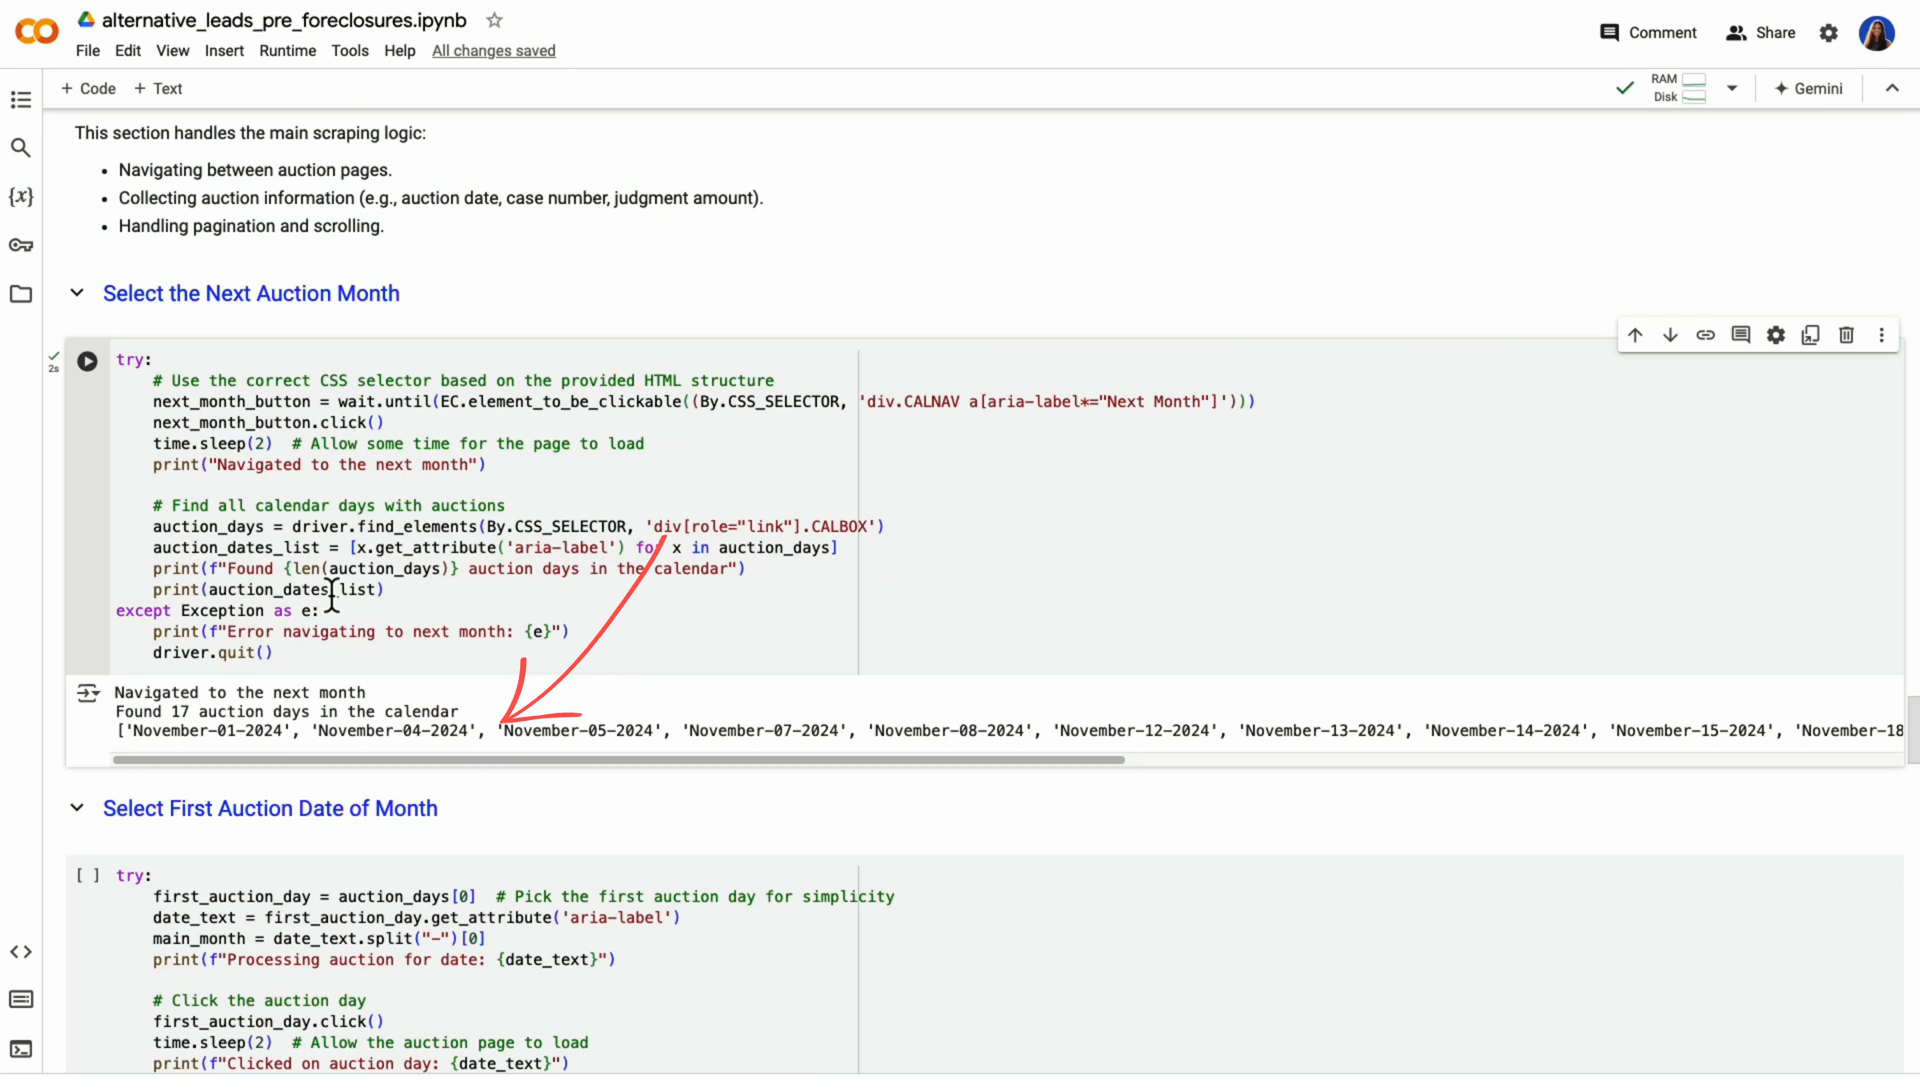 alternative_leads_pre_foreclosures.ipynb
File Edit View Insert Runtime Tools Help All changes saved
Comment Share
+ Code + Text
RAM
Disk
Gemini
This section handles the main scraping logic:
• Navigating between auction pages.
• Collecting auction information (e.g., auction date, case number, judgment amount).
• Handling pagination and scrolling.
Select the Next Auction Month
2s
try:
# Use the correct CSS selector based on the provided HTML structure
next_month_button = wait.until(EC.element_to_be_clickable((By.CSS_SELECTOR, 'div.CALNAV a[aria-label*="Next Month"]')))
next_month_button.click()
time.sleep(2)  # Allow some time for the page to load
print("Navigated to the next month")
# Find all calendar days with auctions
auction_days = driver.find_elements(By.CSS_SELECTOR, 'div[role="link"].CALBOX')
auction_dates_list = [x.get_attribute('aria-label') for x in auction_days]
print(f"Found {len(auction_days)} auction days in the calendar")
print(auction_dates_list)
except Exception as e:
print(f"Error navigating to next month: {e}")
driver.quit()
Navigated to the next month
Found 17 auction days in the calendar
['November-01-2024', 'November-04-2024', 'November-05-2024', 'November-07-2024', 'November-08-2024', 'November-12-2024', 'November-13-2024', 'November-14-2024', 'November-15-2024', 'November-18
Select First Auction Date of Month
[ ] try:
first_auction_day = auction_days[0]  # Pick the first auction day for simplicity
date_text = first_auction_day.get_attribute('aria-label')
main_month = date_text.split("-")[0]
print(f"Processing auction for date: {date_text}")
# Click the auction day
first_auction_day.click()
time.sleep(2)  # Allow the auction page to load
print(f"Clicked on auction day: {date_text}")